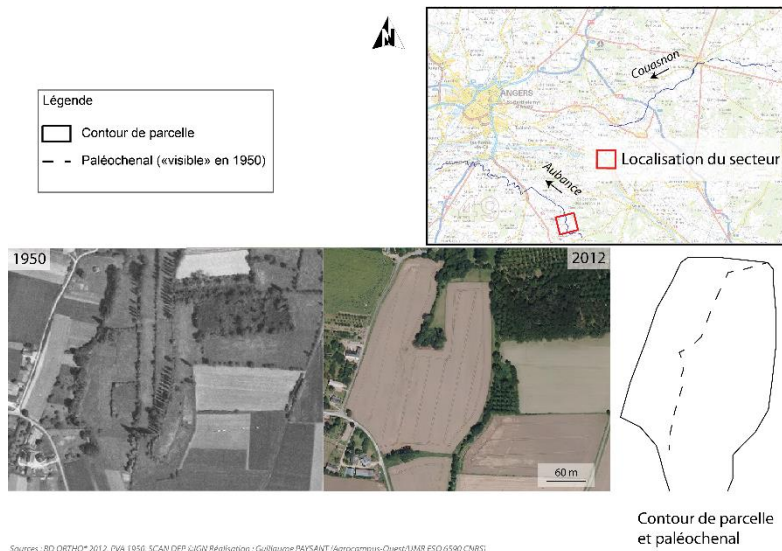 N
Légende
Contour de parcelle
Paléochenal («visible» en 1950)
Couasnon
ANGERS
Localisation du secteur
Aubance
1950
2012
60 m
Contour de parcelle
et paléochenal
Sources : BD ORTHO® 2012, PVA 1950, SCAN DEP ©IGN Réalisation : Guillaume PAYSANT (Agrocampus-Ouest/UMR ESO 6590 CNRS)